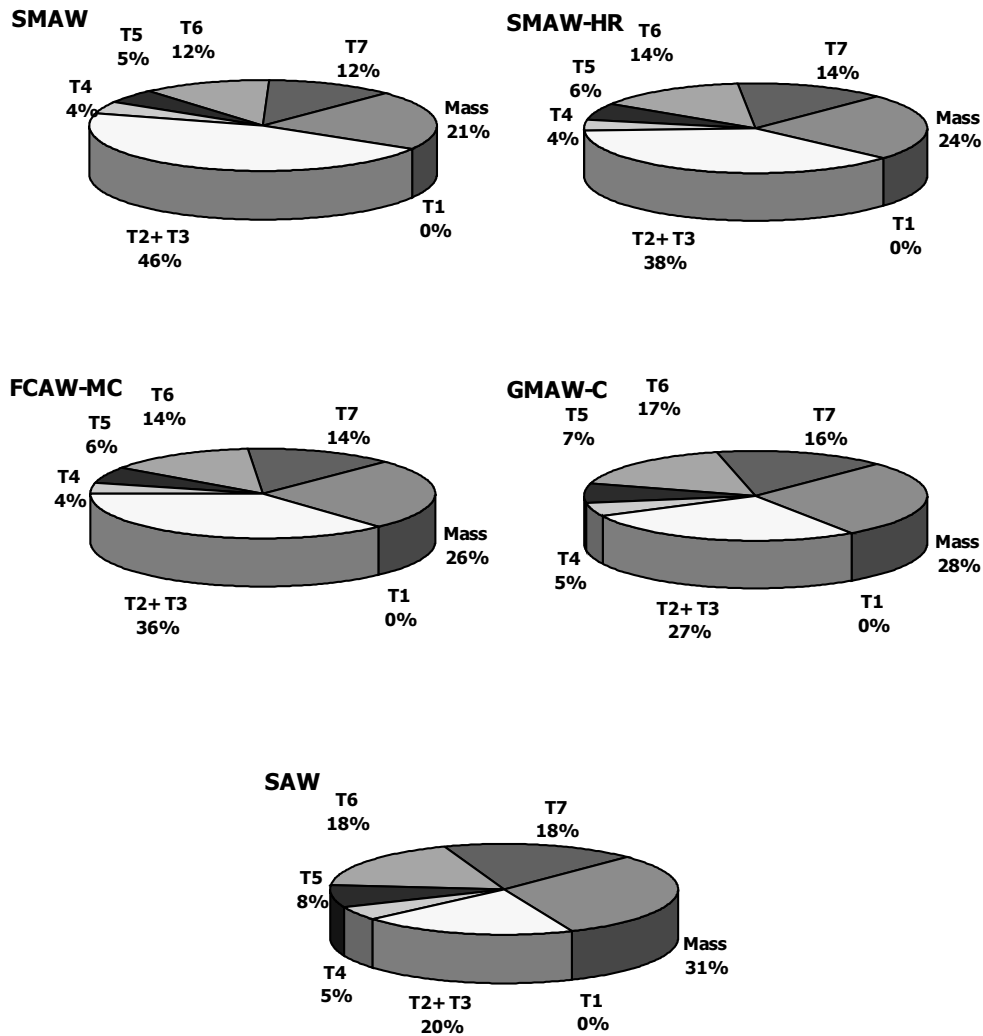 SMAW
T5
5%
T6
12%
T7
12%
T4
4%
Mass
21%
T1
0%
T2+ T3
46%
SMAW-HR
T6
14%
T7
14%
T5
6%
T4
4%
Mass
24%
T1
0%
T2+ T3
38%
FCAW-MC
T6
14%
T7
14%
T5
6%
T4
4%
Mass
26%
T1
0%
T2+ T3
36%
GMAW-C
T6
17%
T5
7%
T7
16%
Mass
28%
T4
5%
T1
0%
T2+ T3
27%
SAW
T6
18%
T7
18%
T5
8%
Mass
31%
T4
5%
T2+ T3
20%
T1
0%